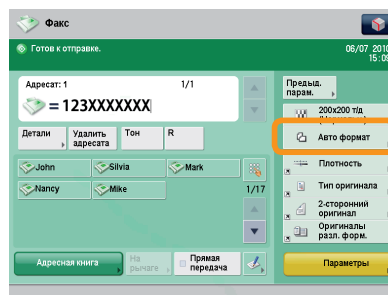 Факс
Готов к отправке.
06/07 2010
15:09
Адресат: 1
1/1
= 123XXXXXXX
Предыд.
парам.
200x200 т/д
Авто формат
Детали
Удалить
адресата
Тон
R
John
Silvia
Mark
Nancy
Mike
1/17
Плотность
Тип оригинала
2-сторонний
оригинал
Оригиналы
разл. форм.
Адресная книга
На
рычаге
Прямая
передача
Параметры